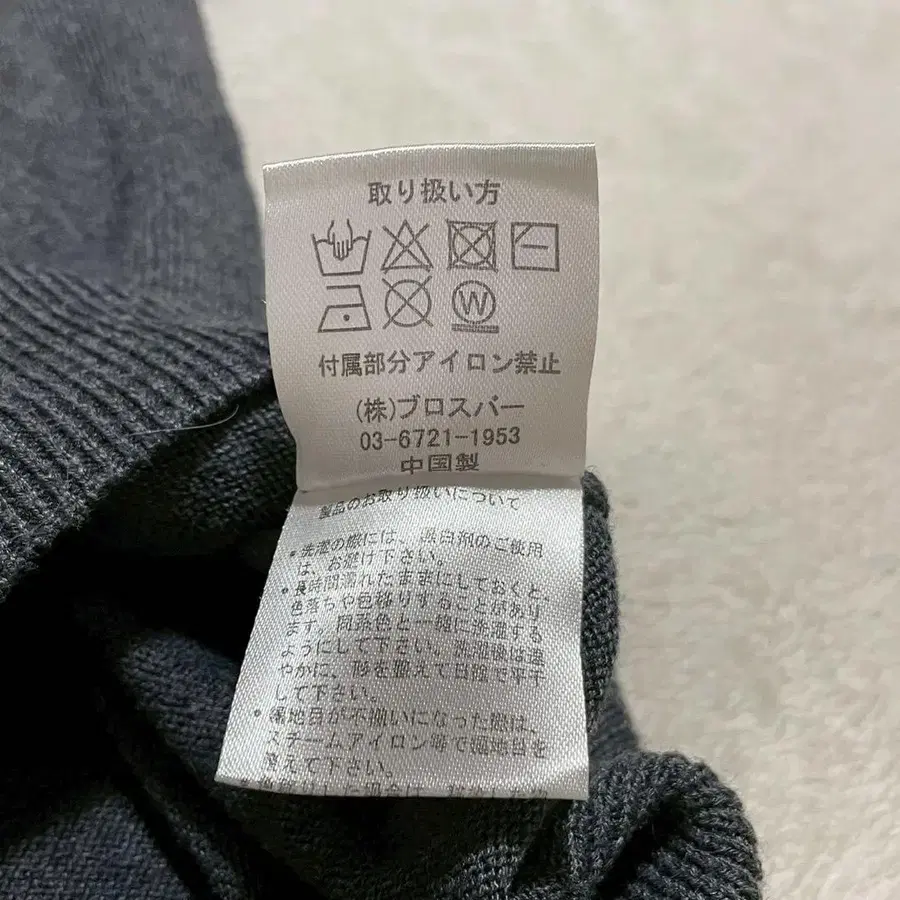 取り扱い方
W
付属部分アイロン禁止
(株)ブロスバー
03-6721-1953
中国製
製品のお取り扱いについて
・洗濯の際には、漂白剤のご使用
は、お避け下さい。
・長時間濡れたままにしておくと、
色落ちや色移りすることがあり
ます。同系色と一緒に洗濯する
ようにして下さい。洗濯後は速
やかに、形を整えて日陰で平干
して下さい。
・編地目が不揃いになった際は、
スチームアイロン等で編地目を
整えて下さい。